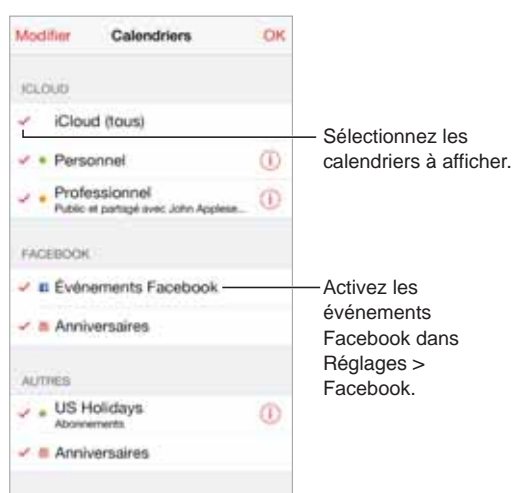 Modifier Calendriers OK
ICLOUD
iCloud (tous)
Personnel
Professionnel
Public et partagé avec John Applese...
FACEBOOK
Événements Facebook
Anniversaires
AUTRES
US Holidays
Abonnements
Anniversaires
Sélectionnez les
calendriers à afficher.
Activez les
événements
Facebook dans
Réglages >
Facebook.